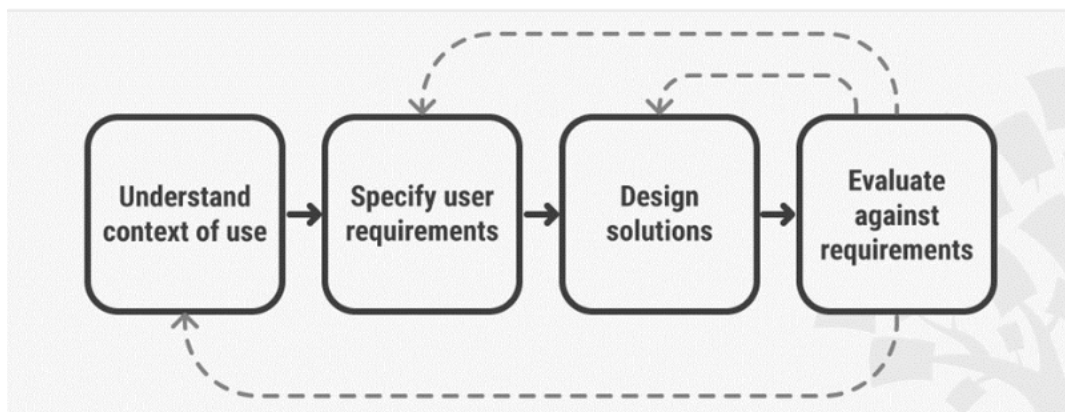 Understand
context of use
Specify user
requirements
Design
solutions
Evaluate
against
requirements